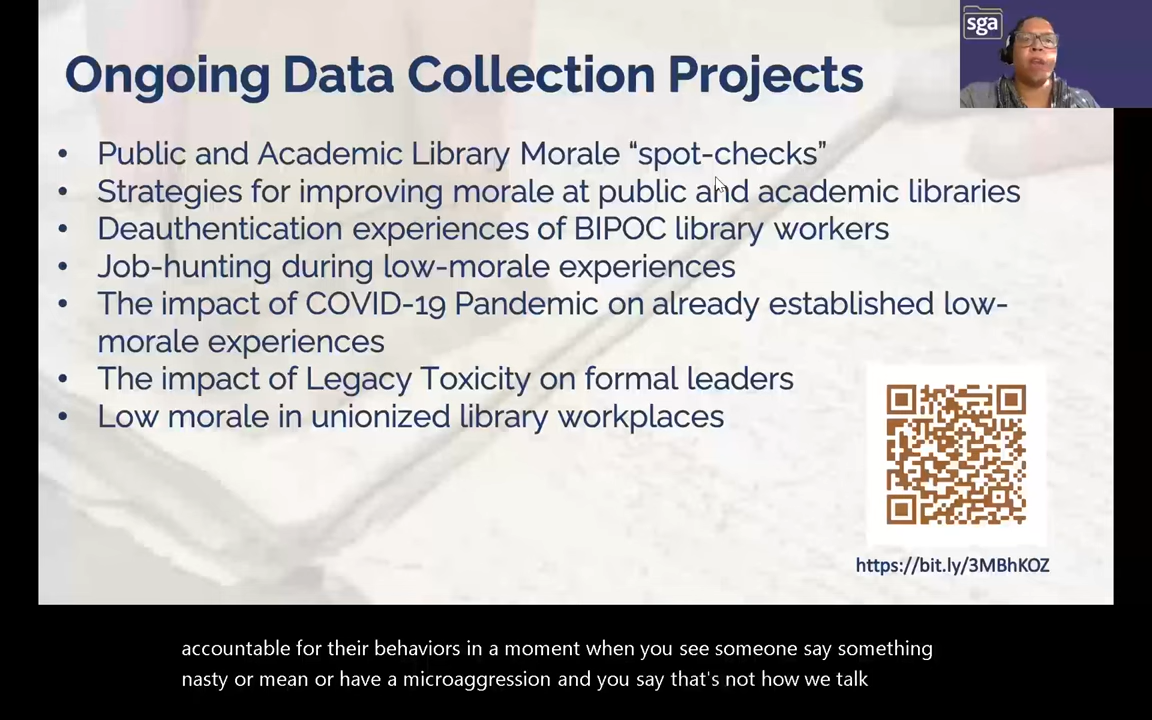 Ongoing Data Collection Projects
sga
• Public and Academic Library Morale “spot-checks”
• Strategies for improving morale at public and academic libraries
• Deauthentication experiences of BIPOC library workers
• Job-hunting during low-morale experiences
• The impact of COVID-19 Pandemic on already established low-
morale experiences
• The impact of Legacy Toxicity on formal leaders
• Low morale in unionized library workplaces
https://bit.ly/3MBhKOZ
accountable for their behaviors in a moment when you see someone say something
nasty or mean or have a microaggression and you say that's not how we talk